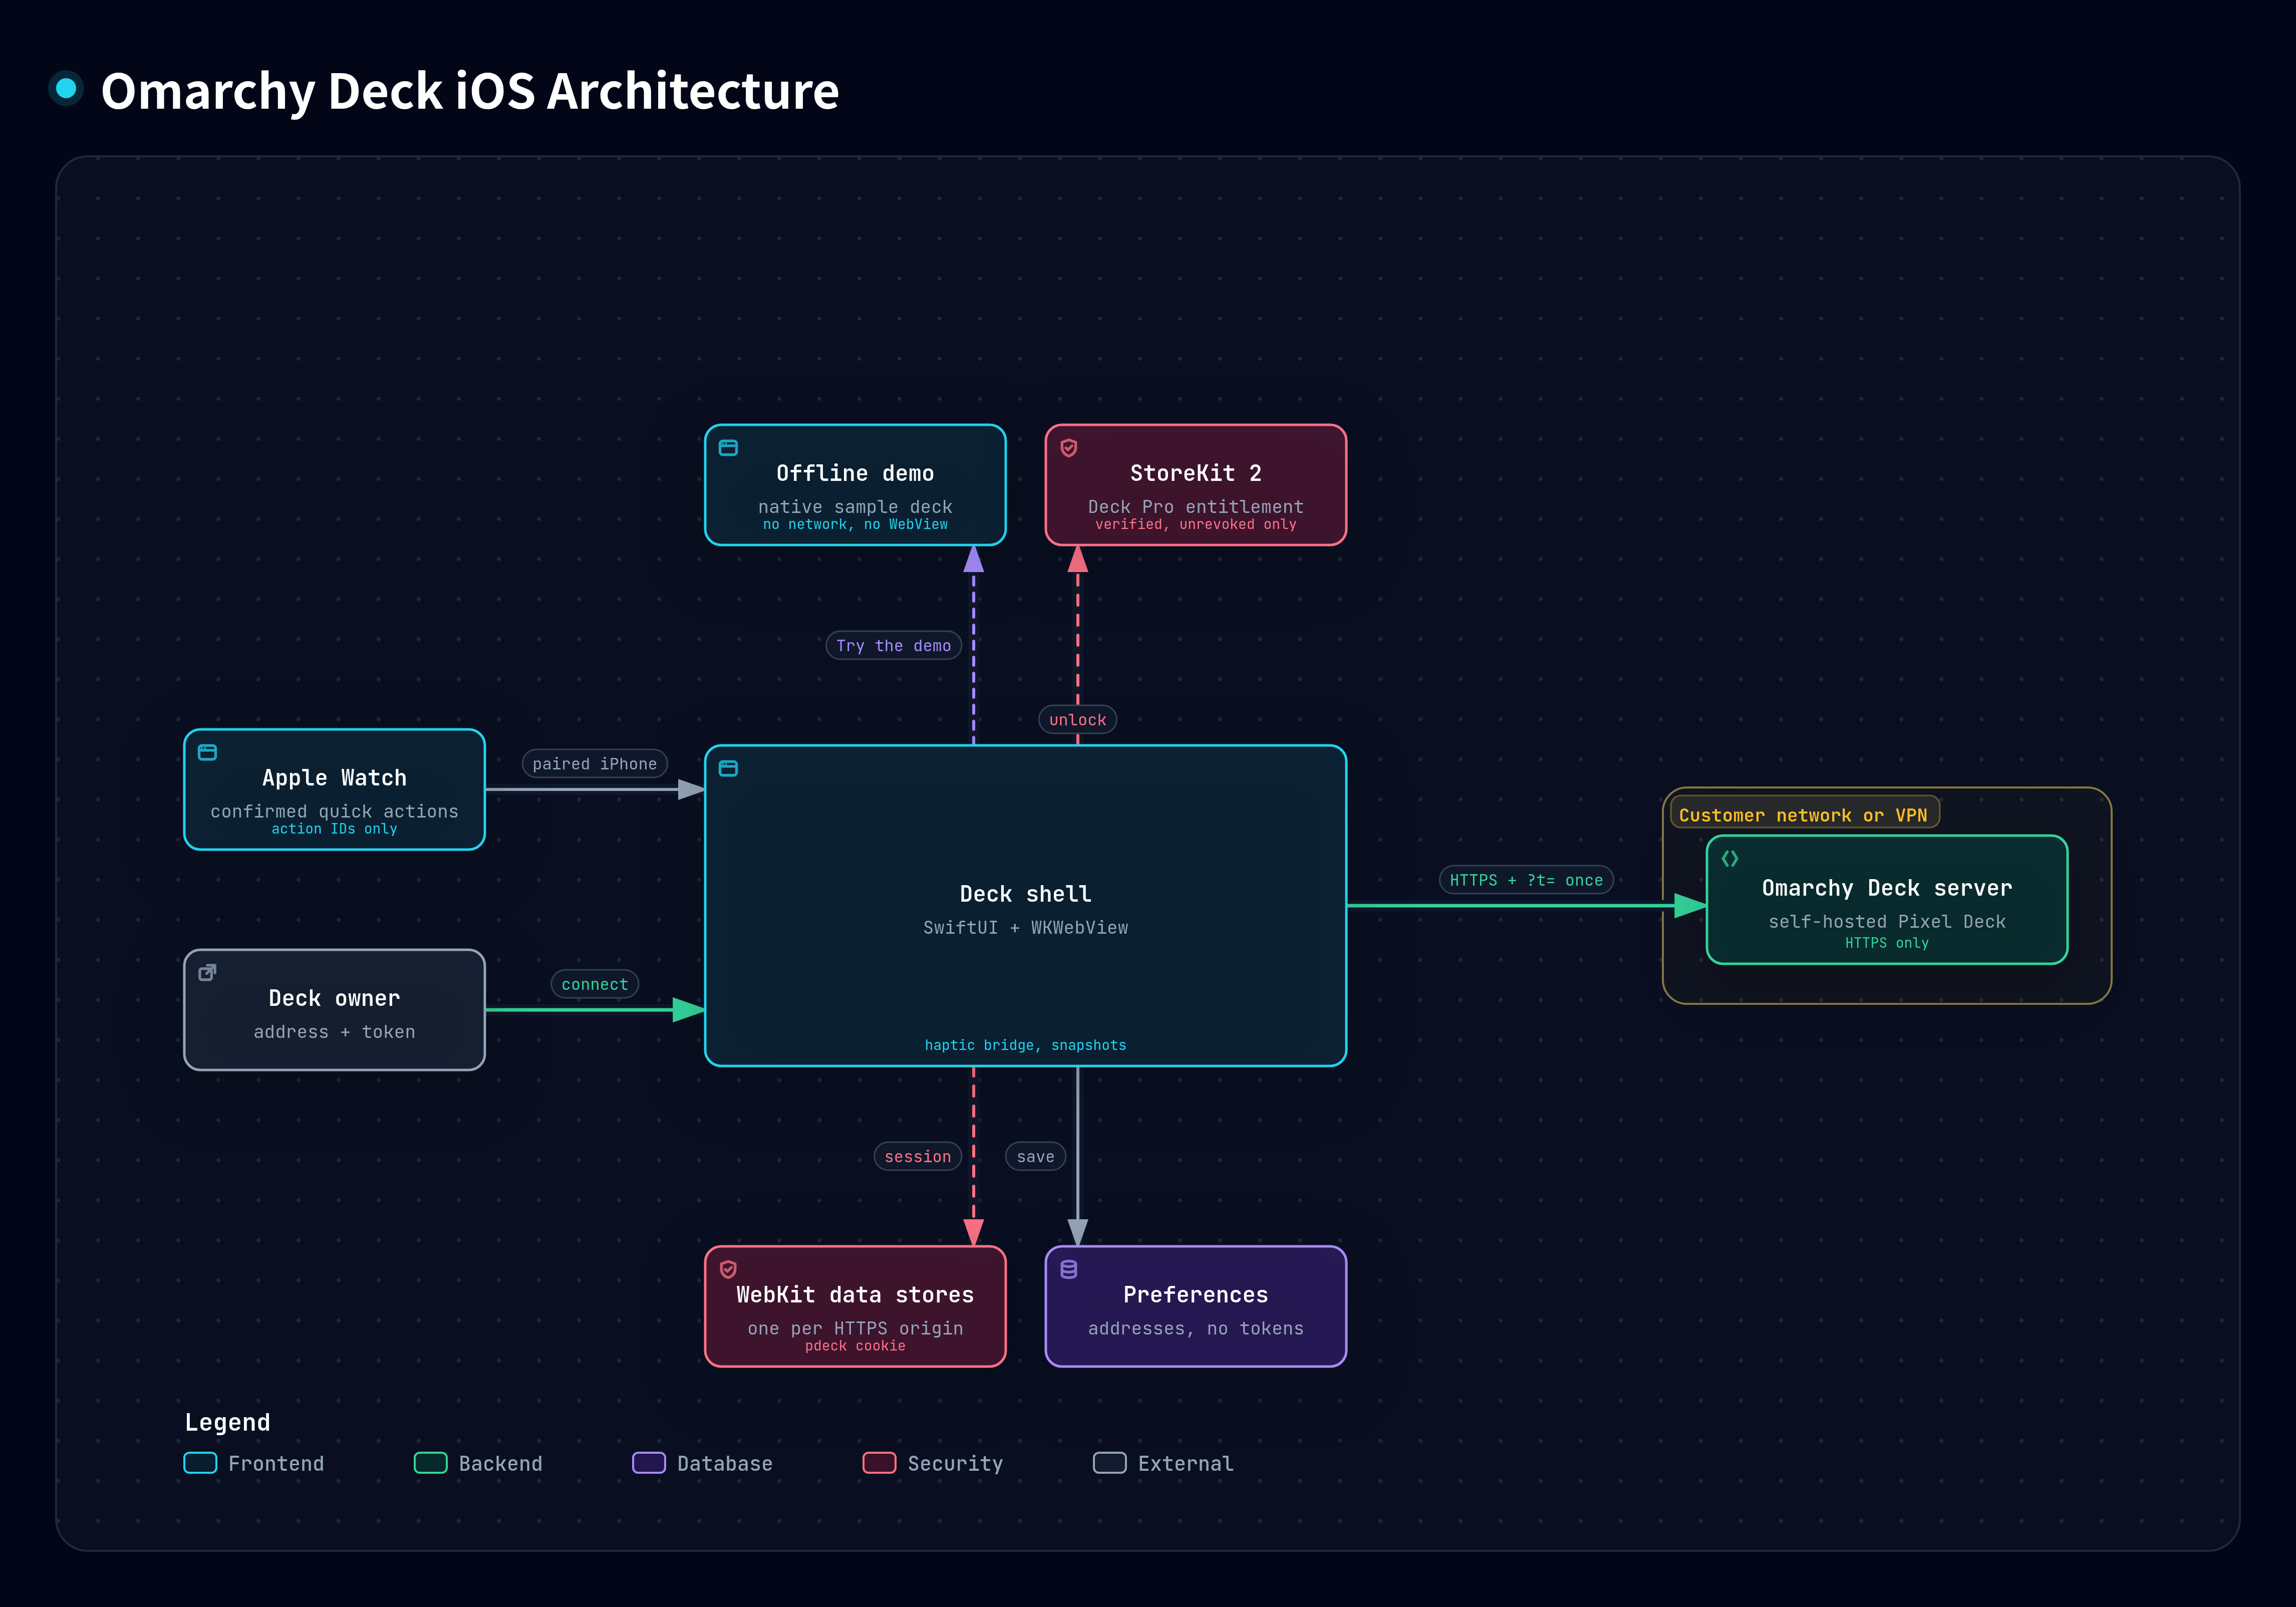 Omarchy Deck iOS Architecture
Offline demo
native sample deck
no network, no WebView
StoreKit 2
Deck Pro entitlement
verified, unrevoked only
Try the demo
unlock
Apple Watch
confirmed quick actions
action IDs only
paired iPhone
Deck owner
address + token
connect
Deck shell
SwiftUI + WKWebView
haptic bridge, snapshots
HTTPS + ?t= once
Customer network or VPN
Omarchy Deck server
self-hosted Pixel Deck
HTTPS only
session
save
WebKit data stores
one per HTTPS origin
pdeck cookie
Preferences
addresses, no tokens
Legend
Frontend
Backend
Database
Security
External